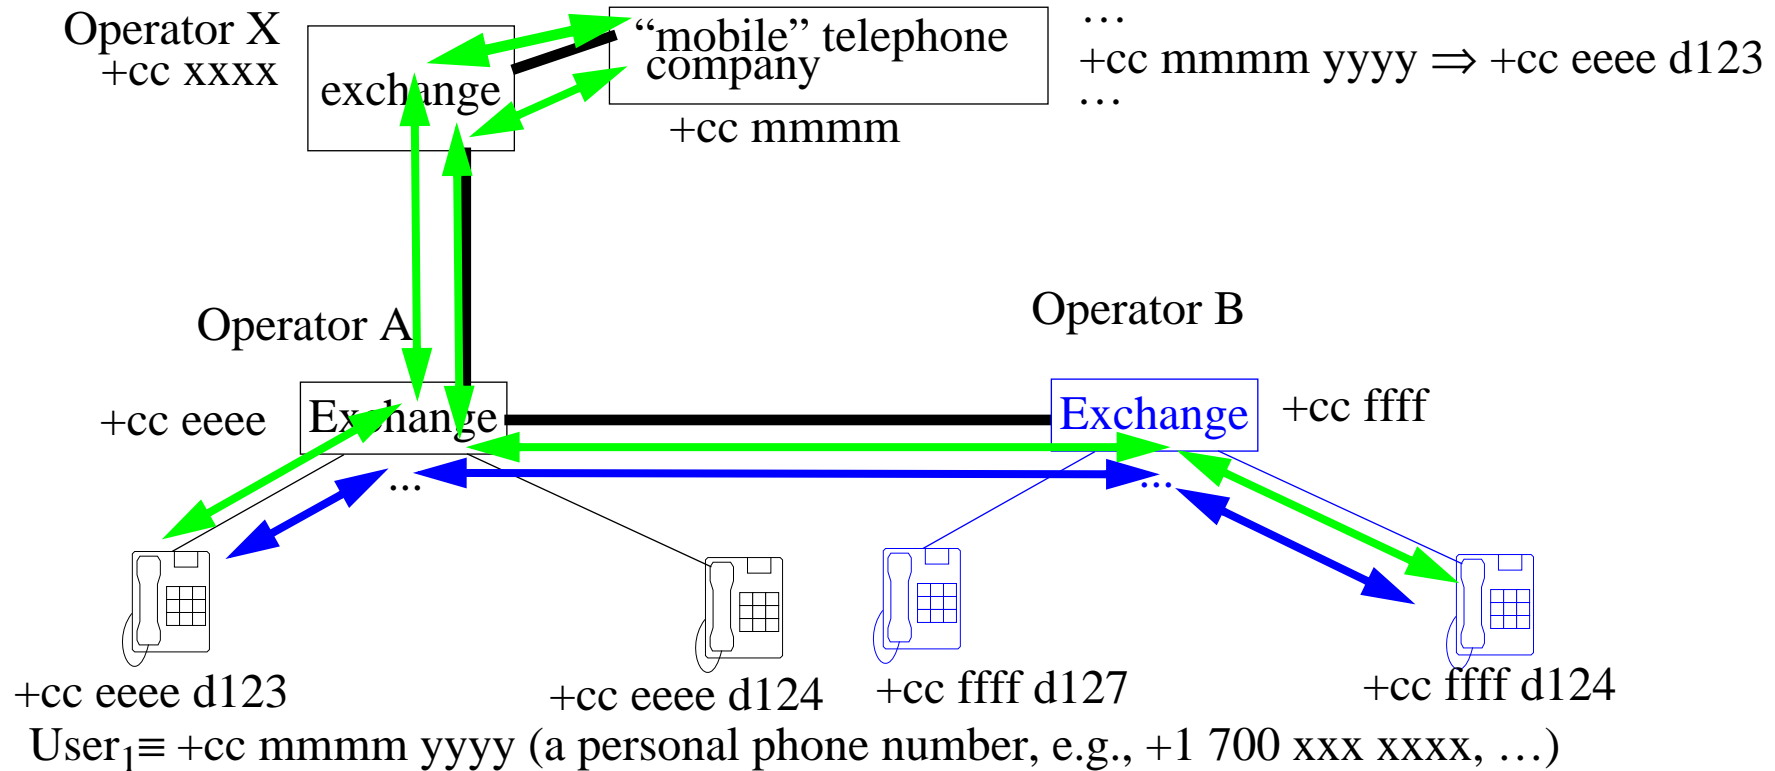 Operator X
+cc xxxx
exchange
“mobile” telephone
company
+cc mmmm
…
+cc mmmm yyyy ⇒ +cc eeee d123
…
Operator A
Operator B
+cc eeee
Exchange
Exchange
+cc ffff
...
...
+cc eeee d123
+cc eeee d124
+cc ffff d127
+cc ffff d124
User₁≡ +cc mmmm yyyy (a personal phone number, e.g., +1 700 xxx xxxx, …)